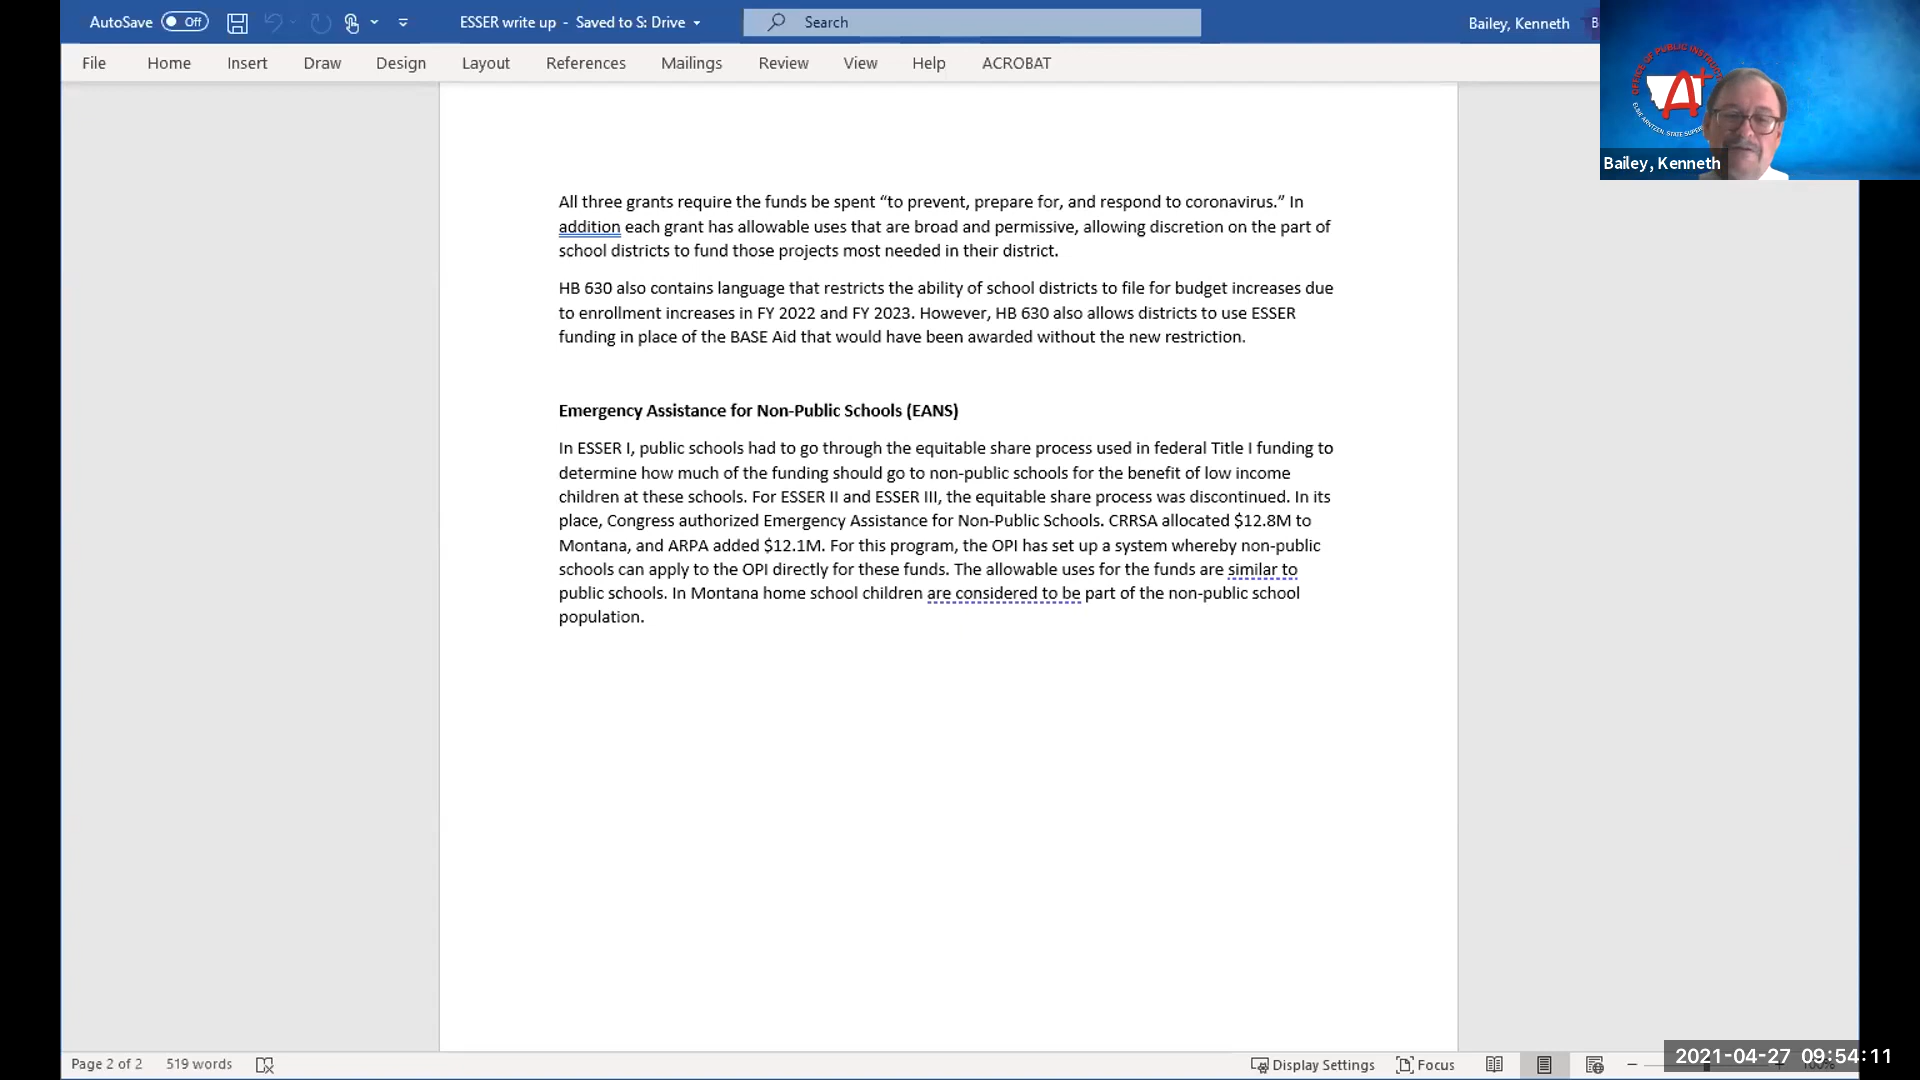 AutoSave Off ESSER write up - Saved to S: Drive Search Bailey, Kenneth B
File Home Insert Draw Design Layout References Mailings Review View Help ACROBAT
OFFICE OF PUBLIC INSTRUCT
A+
ELSIE ARNTZEN, STATE SUPER
Bailey, Kenneth
All three grants require the funds be spent “to prevent, prepare for, and respond to coronavirus.” In
addition each grant has allowable uses that are broad and permissive, allowing discretion on the part of
school districts to fund those projects most needed in their district.
HB 630 also contains language that restricts the ability of school districts to file for budget increases due
to enrollment increases in FY 2022 and FY 2023. However, HB 630 also allows districts to use ESSER
funding in place of the BASE Aid that would have been awarded without the new restriction.
Emergency Assistance for Non-Public Schools (EANS)
In ESSER I, public schools had to go through the equitable share process used in federal Title I funding to
determine how much of the funding should go to non-public schools for the benefit of low income
children at these schools. For ESSER II and ESSER III, the equitable share process was discontinued. In its
place, Congress authorized Emergency Assistance for Non-Public Schools. CRRSA allocated $12.8M to
Montana, and ARPA added $12.1M. For this program, the OPI has set up a system whereby non-public
schools can apply to the OPI directly for these funds. The allowable uses for the funds are similar to
public schools. In Montana home school children are considered to be part of the non-public school
population.
Page 2 of 2 519 words Display Settings Focus 100%
2021-04-27 09:54:11